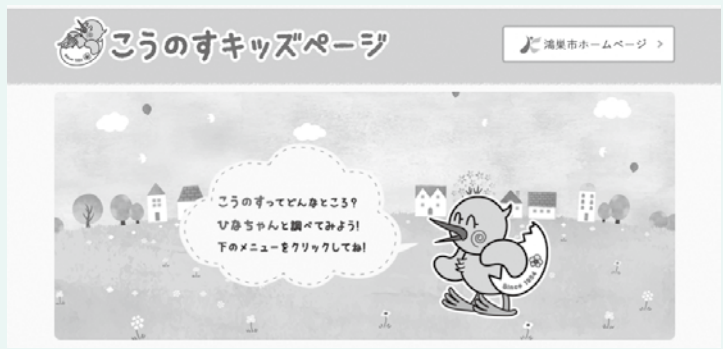 こうのすキッズページ
鴻巣市ホームページ >
こうのすってどんなところ？
ひなちゃんと調べてみよう！
下のメニューをクリックしてね！
Since 1994